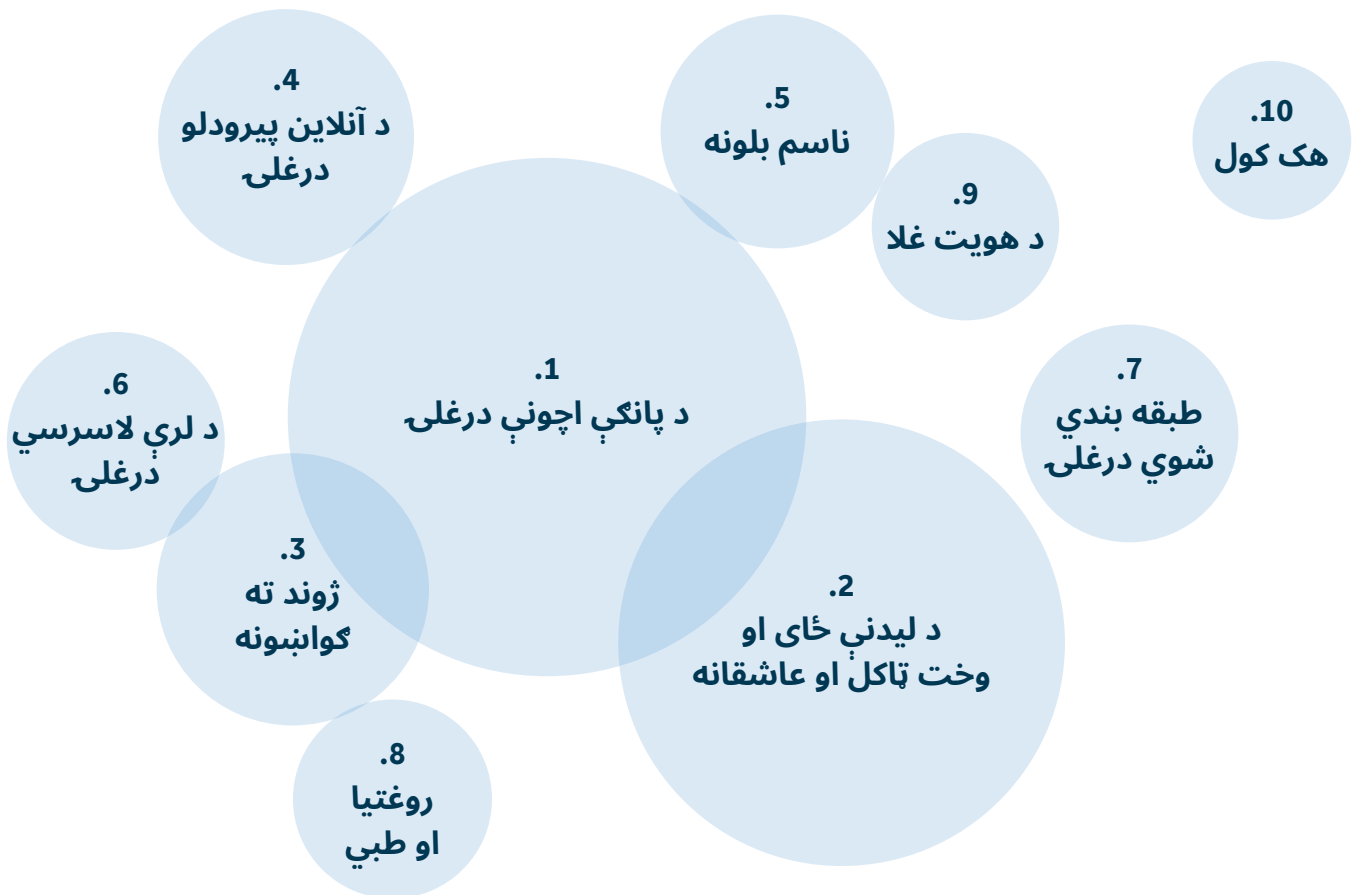 .1
د پانګې اچونې درغلۍ
.2
د لیدنې ځای او
وخت ټاکل او عاشقانه
.3
ژوند ته
ګواښونه
.4
د آنلاین پیرودلو
درغلۍ
.5
ناسم بلونه
.6
د لرې لاسرسي
درغلۍ
.7
طبقه بندي
شوي درغلۍ
.8
روغتیا
او طبي
.9
د هویت غلا
.10
هک کول